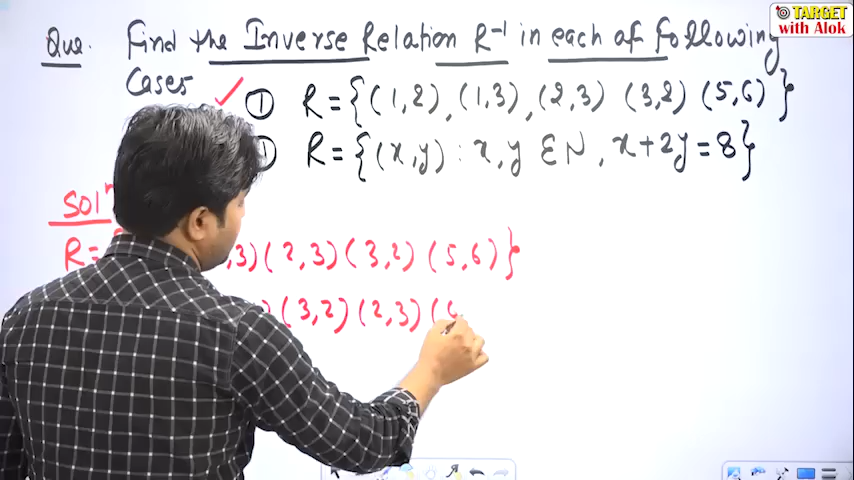 TARGET
with Alok
Que. Find the Inverse Relation R⁻¹ in each of Following
Cases
① R = {(1,2), (1,3), (2,3) (3,2) (5,6)}
R = {(x,y) : x,y ∈ N, x+2y = 8}
Solⁿ
R = ,3) (2,3) (3,2) (5,6)}
) (3,2) (2,3) (